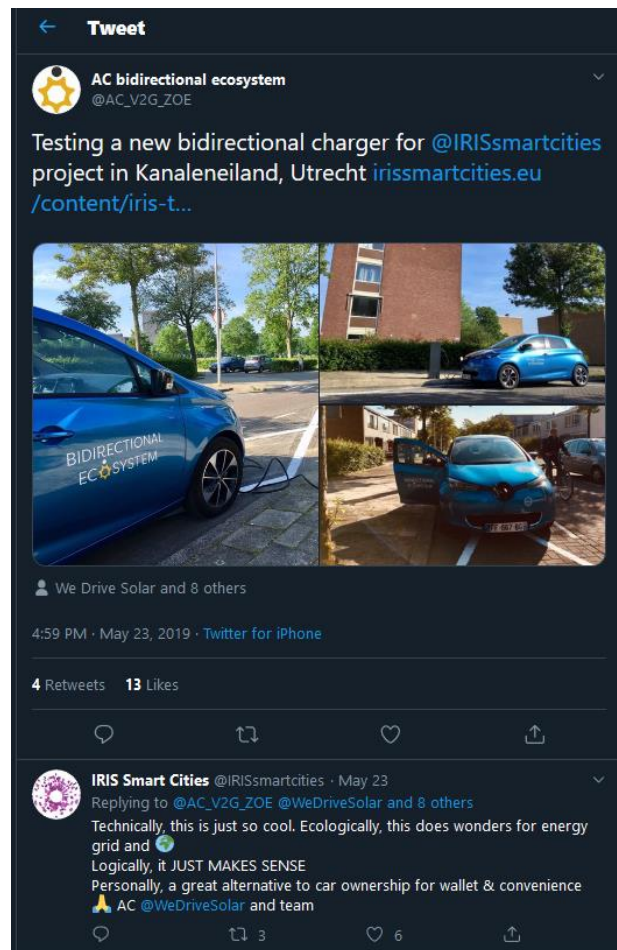 Tweet
AC bidirectional ecosystem
@AC_V2G_ZOE
Testing a new bidirectional charger for @IRISsmartcities
project in Kanaleneiland, Utrecht irissmartcities.eu
/content/iris-t...
BIDIRECTIONAL
ECOSYSTEM
We Drive Solar and 8 others
4:59 PM · May 23, 2019 · Twitter for iPhone
4 Retweets 13 Likes
IRIS Smart Cities @IRISsmartcities · May 23
Replying to @AC_V2G_ZOE @WeDriveSolar and 8 others
Technically, this is just so cool. Ecologically, this does wonders for energy
grid and 🌍
Logically, it JUST MAKES SENSE
Personally, a great alternative to car ownership for wallet & convenience
🙏 AC @WeDriveSolar and team
3 6